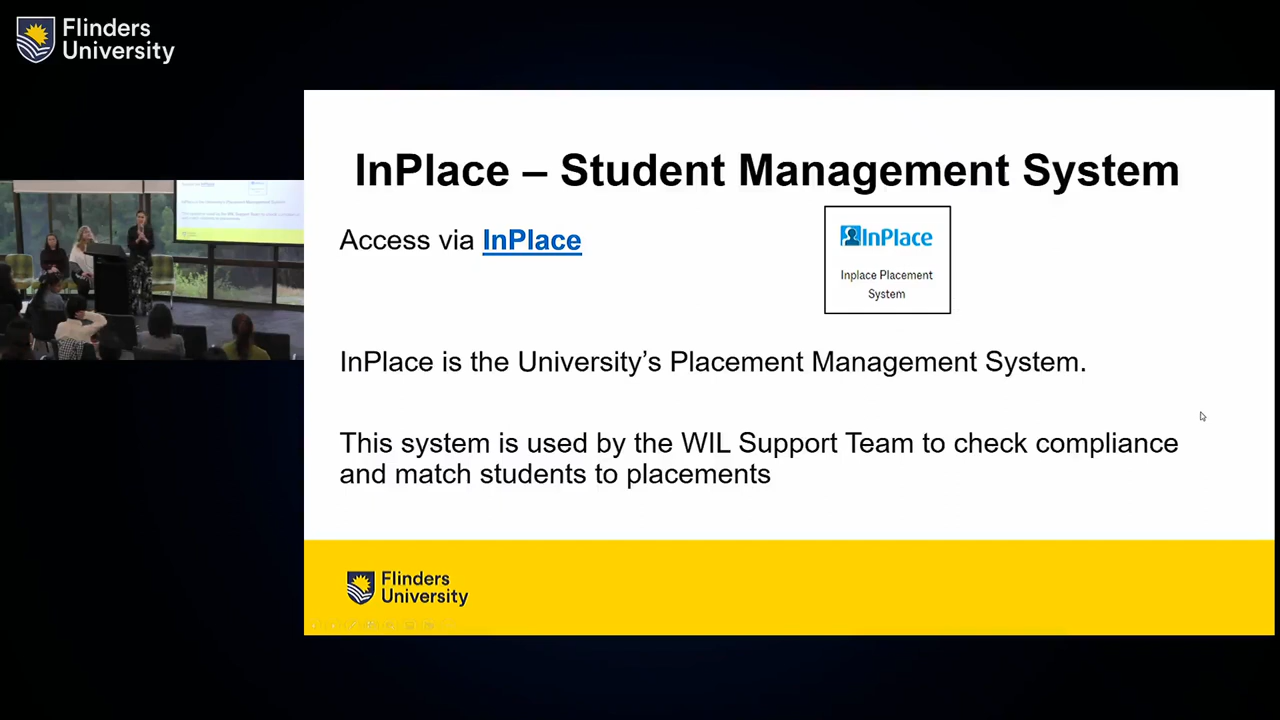 Flinders
University
InPlace – Student Management System
Access via InPlace
InPlace
Inplace Placement
System
InPlace is the University’s Placement Management System.
This system is used by the WIL Support Team to check compliance
and match students to placements
Flinders
University